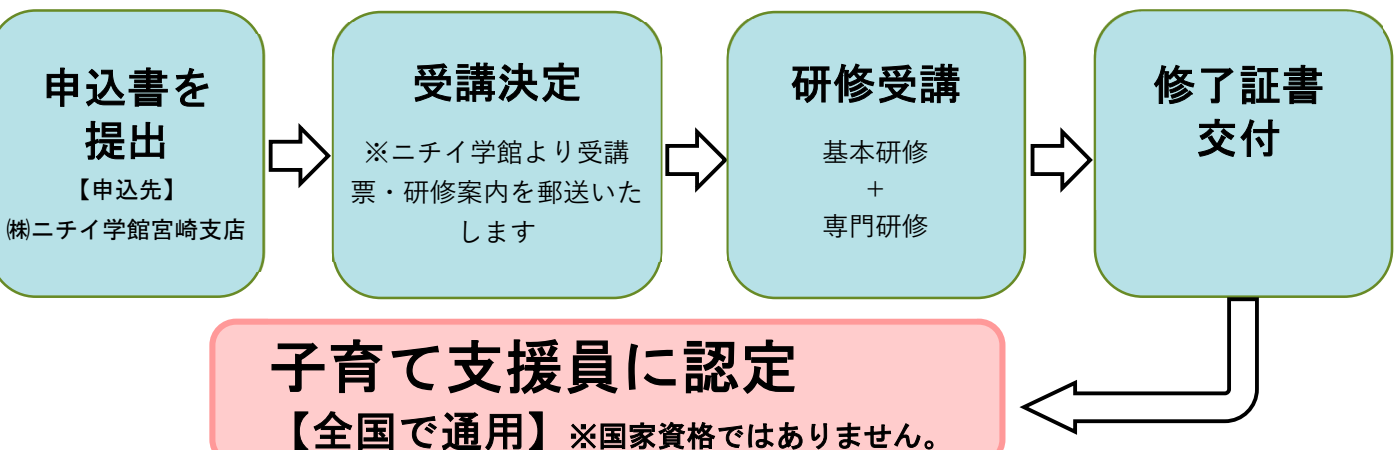 申込書を
提出
【申込先】
㈱ニチイ学館宮崎支店
受講決定
※ニチイ学館より受講
票・研修案内を郵送いた
します
研修受講
基本研修
+
専門研修
修了証書
交付
子育て支援員に認定
【全国で通用】※国家資格ではありません。